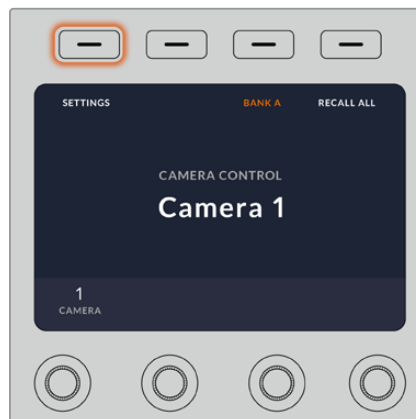 SETTINGS BANK A RECALL ALL
CAMERA CONTROL
Camera 1
1
CAMERA